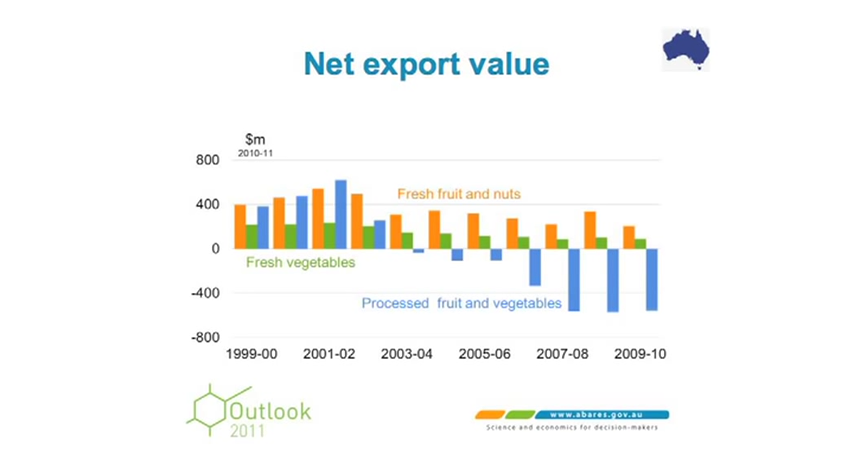 Net export value
$m
2010-11
800
400
0
-400
-800
Fresh fruit and nuts
Fresh vegetables
Processed fruit and vegetables
1999-00 2001-02 2003-04 2005-06 2007-08 2009-10
Outlook
2011
www.abares.gov.au
Science and economics for decision-makers